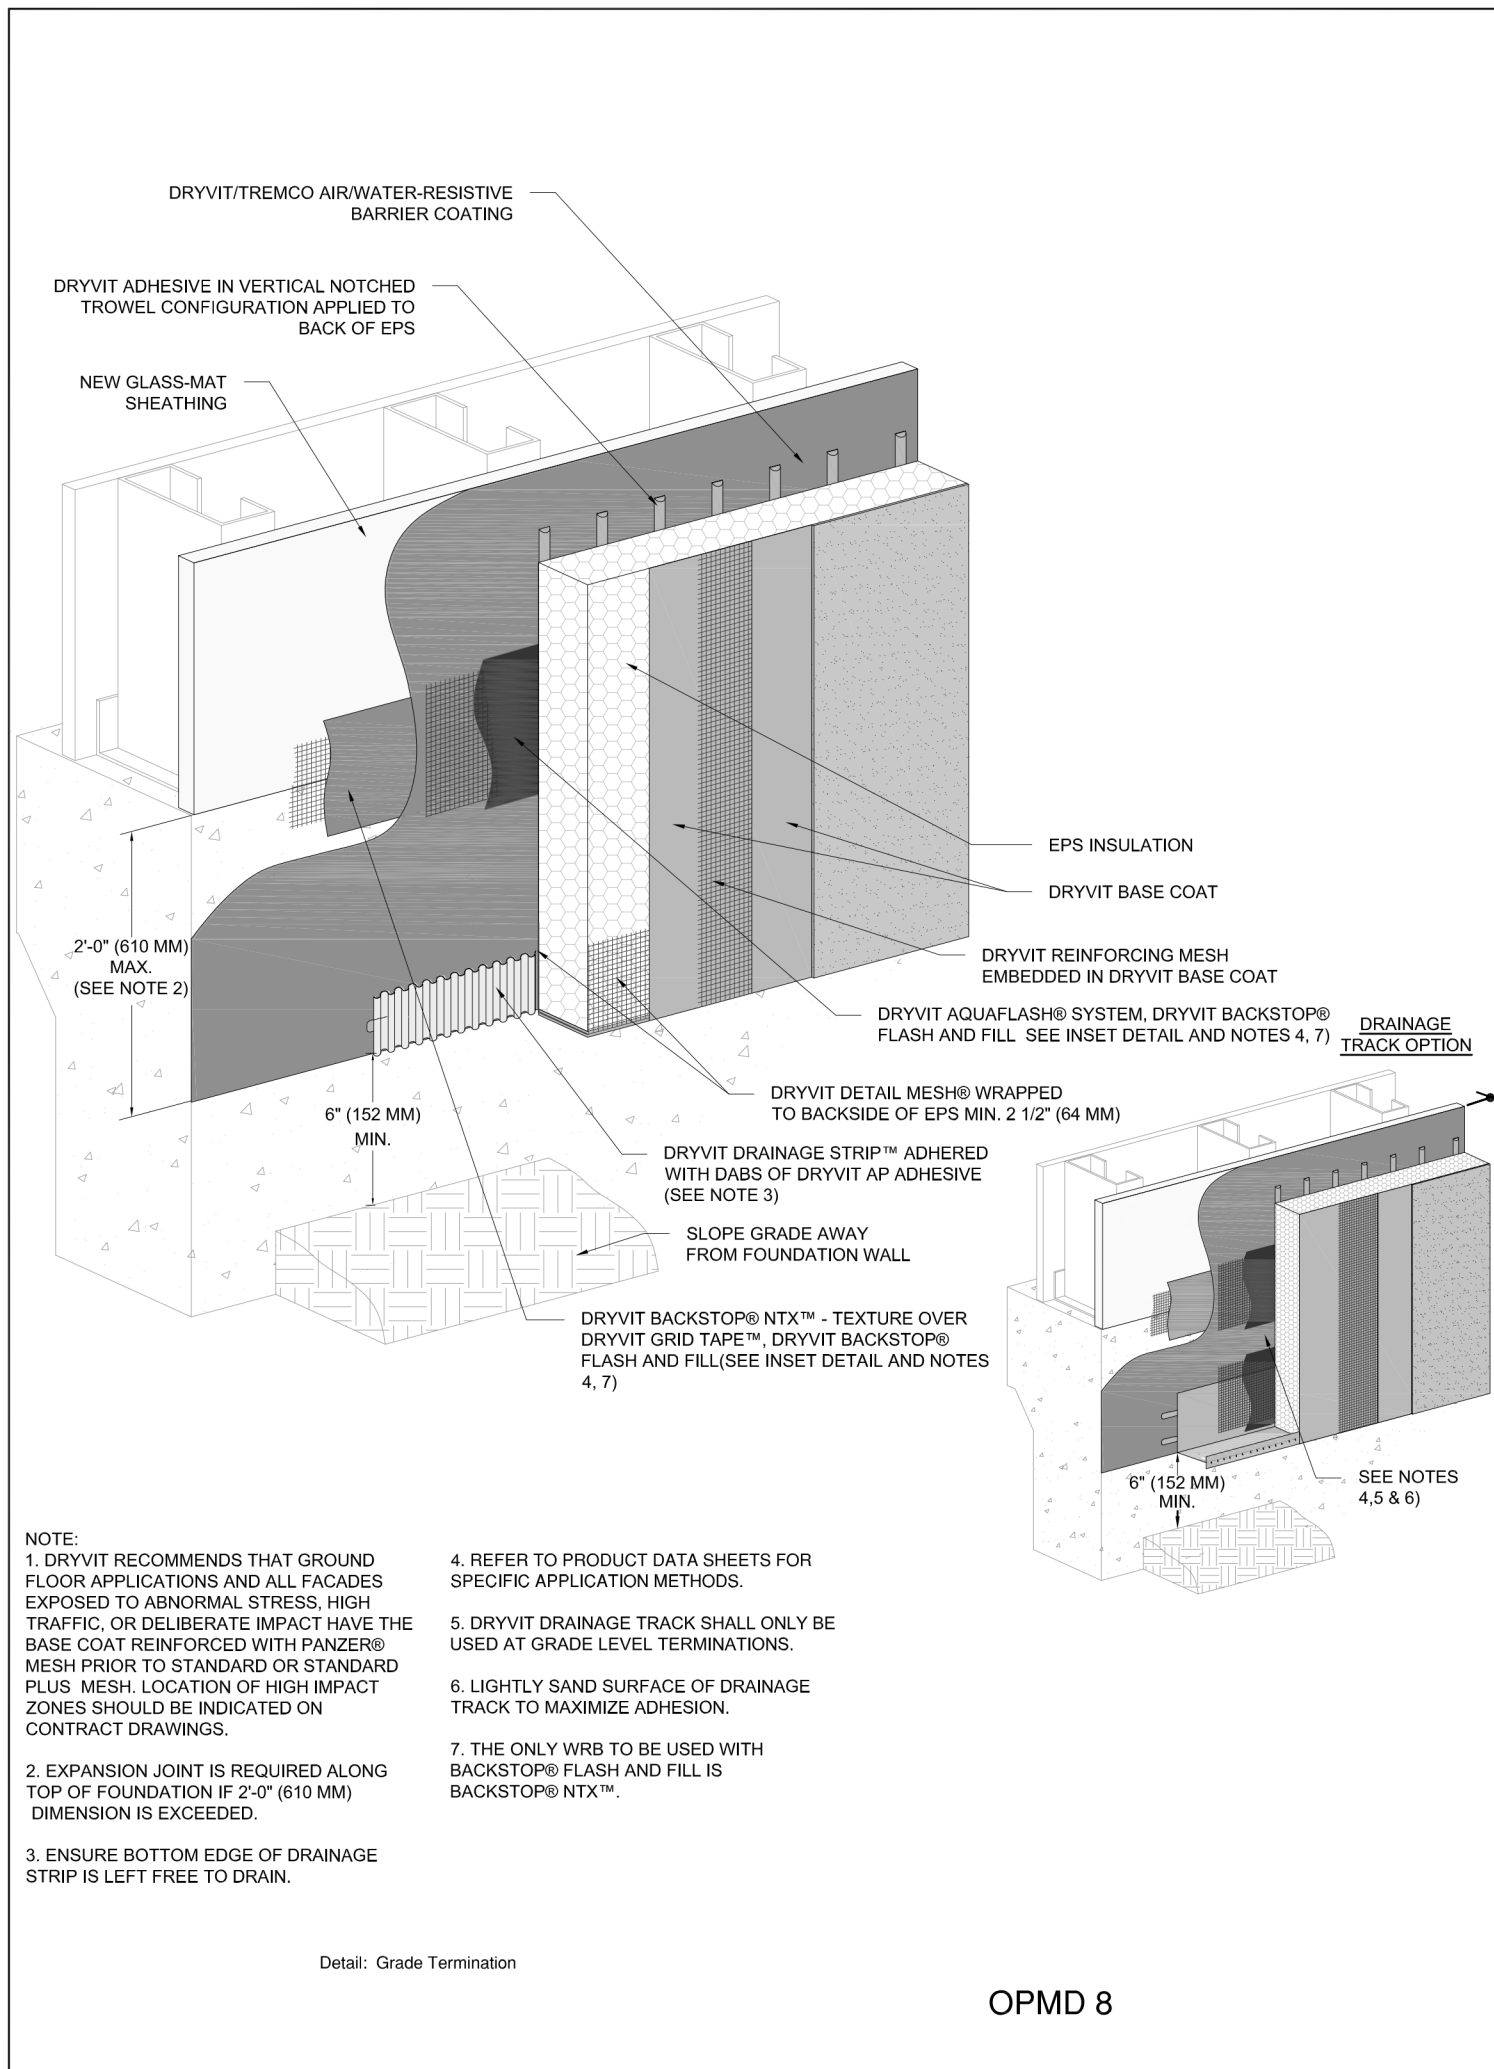 DRYVIT/TREMCO AIR/WATER-RESISTIVE
BARRIER COATING
DRYVIT ADHESIVE IN VERTICAL NOTCHED
TROWEL CONFIGURATION APPLIED TO
BACK OF EPS
NEW GLASS-MAT
SHEATHING
2'-0" (610 MM)
MAX.
(SEE NOTE 2)
6" (152 MM)
MIN.
EPS INSULATION
DRYVIT BASE COAT
DRYVIT REINFORCING MESH
EMBEDDED IN DRYVIT BASE COAT
DRYVIT AQUAFLASH® SYSTEM, DRYVIT BACKSTOP®
FLASH AND FILL SEE INSET DETAIL AND NOTES 4, 7)
DRYVIT DETAIL MESH® WRAPPED
TO BACKSIDE OF EPS MIN. 2 1/2" (64 MM)
DRYVIT DRAINAGE STRIP™ ADHERED
WITH DABS OF DRYVIT AP ADHESIVE
(SEE NOTE 3)
SLOPE GRADE AWAY
FROM FOUNDATION WALL
DRYVIT BACKSTOP® NTX™ - TEXTURE OVER
DRYVIT GRID TAPE™, DRYVIT BACKSTOP®
FLASH AND FILL(SEE INSET DETAIL AND NOTES
4, 7)
DRAINAGE
TRACK OPTION
6" (152 MM)
MIN.
SEE NOTES
4,5 & 6)
NOTE:
1. DRYVIT RECOMMENDS THAT GROUND
FLOOR APPLICATIONS AND ALL FACADES
EXPOSED TO ABNORMAL STRESS, HIGH
TRAFFIC, OR DELIBERATE IMPACT HAVE THE
BASE COAT REINFORCED WITH PANZER®
MESH PRIOR TO STANDARD OR STANDARD
PLUS MESH. LOCATION OF HIGH IMPACT
ZONES SHOULD BE INDICATED ON
CONTRACT DRAWINGS.
2. EXPANSION JOINT IS REQUIRED ALONG
TOP OF FOUNDATION IF 2'-0" (610 MM)
DIMENSION IS EXCEEDED.
3. ENSURE BOTTOM EDGE OF DRAINAGE
STRIP IS LEFT FREE TO DRAIN.
4. REFER TO PRODUCT DATA SHEETS FOR
SPECIFIC APPLICATION METHODS.
5. DRYVIT DRAINAGE TRACK SHALL ONLY BE
USED AT GRADE LEVEL TERMINATIONS.
6. LIGHTLY SAND SURFACE OF DRAINAGE
TRACK TO MAXIMIZE ADHESION.
7. THE ONLY WRB TO BE USED WITH
BACKSTOP® FLASH AND FILL IS
BACKSTOP® NTX™.
Detail: Grade Termination
OPMD 8